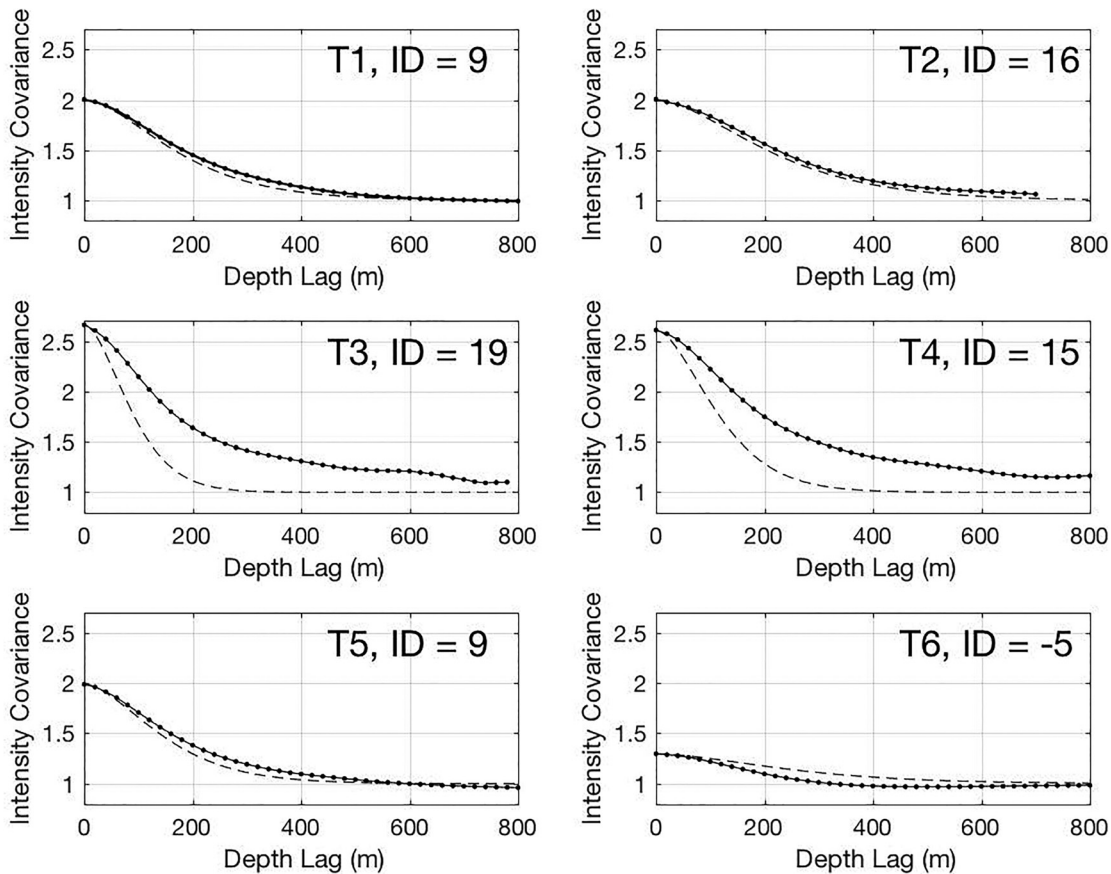 2.5
2
1.5
1
Intensity Covariance
T1, ID = 9
0 200 400 600 800
Depth Lag (m)
2.5
2
1.5
1
Intensity Covariance
T2, ID = 16
0 200 400 600 800
Depth Lag (m)
2.5
2
1.5
1
Intensity Covariance
T3, ID = 19
0 200 400 600 800
Depth Lag (m)
2.5
2
1.5
1
Intensity Covariance
T4, ID = 15
0 200 400 600 800
Depth Lag (m)
2.5
2
1.5
1
Intensity Covariance
T5, ID = 9
0 200 400 600 800
Depth Lag (m)
2.5
2
1.5
1
Intensity Covariance
T6, ID = -5
0 200 400 600 800
Depth Lag (m)